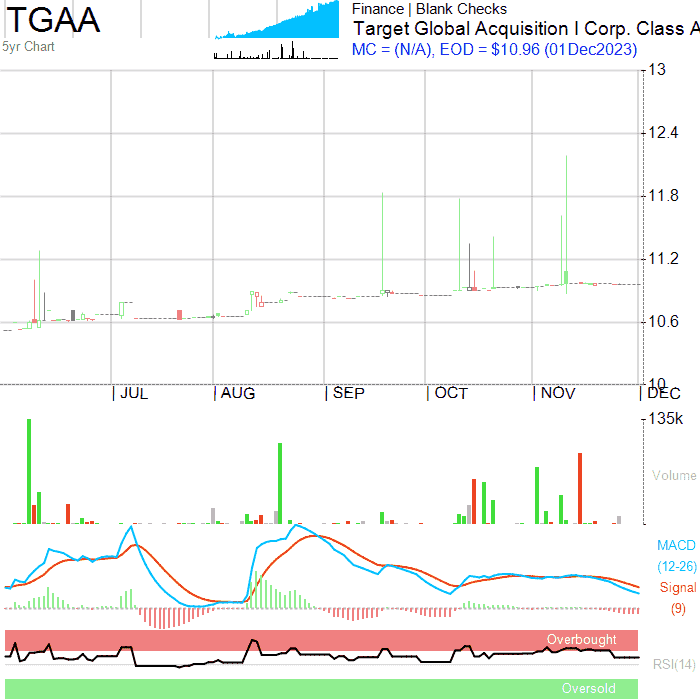 TGAA
5yr Chart
Finance | Blank Checks
Target Global Acquisition I Corp. Class A
MC = (N/A), EOD = $10.96 (01Dec2023)
13
12.4
11.8
11.2
10.6
10
JUL
AUG
SEP
OCT
NOV
DEC
135k
Volume
MACD
(12-26)
Signal
(9)
Overbought
RSI(14)
Oversold